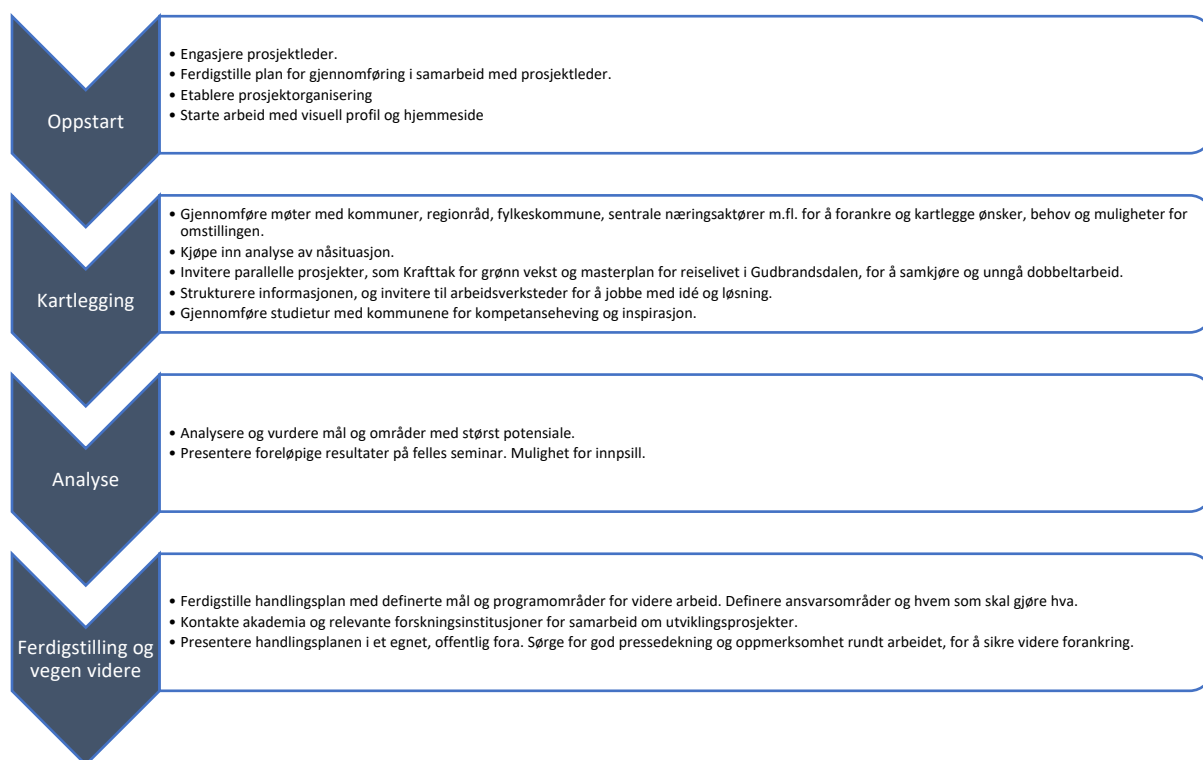 Oppstart
• Engasjere prosjektleder.
• Ferdigstille plan for gjennomføring i samarbeid med prosjektleder.
• Etablere prosjektorganisering
• Starte arbeid med visuell profil og hjemmeside
Kartlegging
• Gjennomføre møter med kommuner, regionråd, fylkeskommune, sentrale næringsaktører m.fl. for å forankre og kartlegge ønsker, behov og muligheter for
omstillingen.
• Kjøpe inn analyse av nåsituasjon.
• Invitere parallelle prosjekter, som Krafttak for grønn vekst og masterplan for reiselivet i Gudbrandsdalen, for å samkjøre og unngå dobbeltarbeid.
• Strukturere informasjonen, og invitere til arbeidsverksteder for å jobbe med idé og løsning.
• Gjennomføre studietur med kommunene for kompetanseheving og inspirasjon.
Analyse
• Analysere og vurdere mål og områder med størst potensiale.
• Presentere foreløpige resultater på felles seminar. Mulighet for innpsill.
Ferdigstilling og
vegen videre
• Ferdigstille handlingsplan med definerte mål og programområder for videre arbeid. Definere ansvarsområder og hvem som skal gjøre hva.
• Kontakte akademia og relevante forskningsinstitusjoner for samarbeid om utviklingsprosjekter.
• Presentere handlingsplanen i et egnet, offentlig fora. Sørge for god pressedekning og oppmerksomhet rundt arbeidet, for å sikre videre forankring.